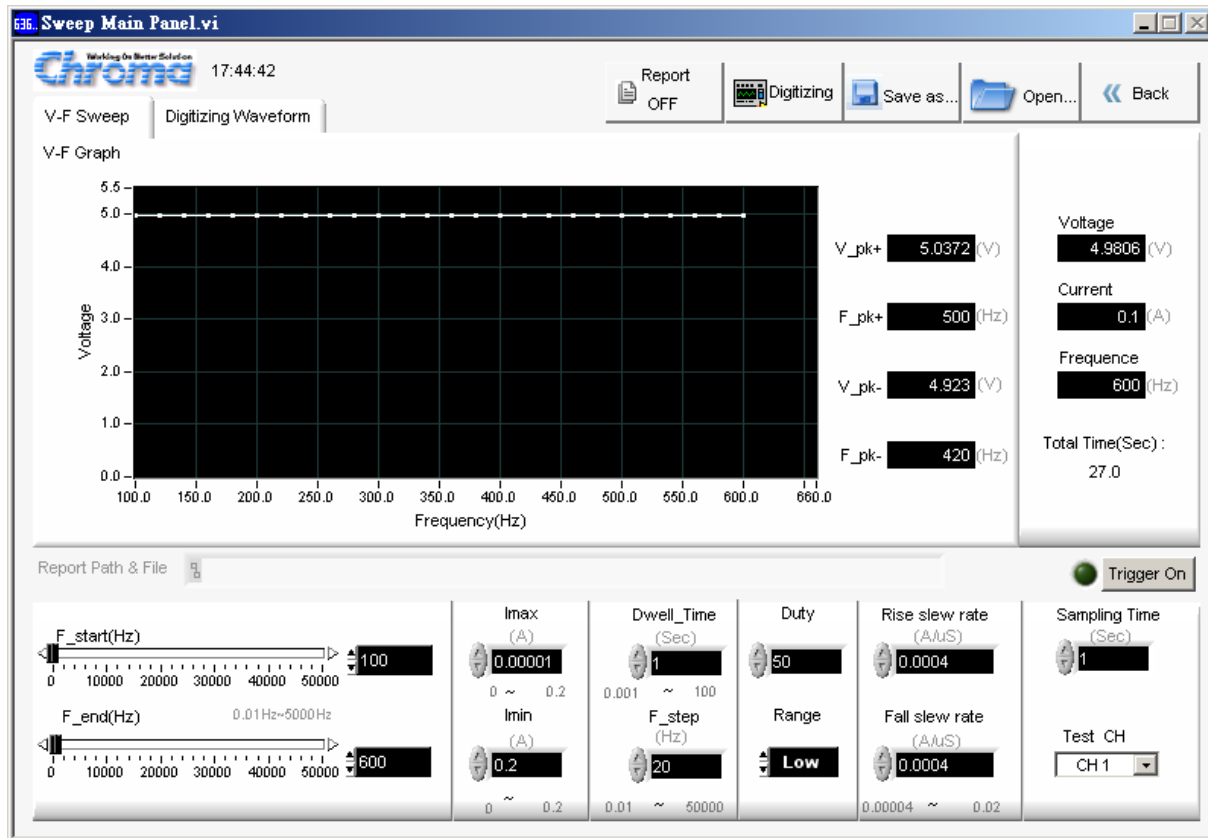 636.. Sweep Main Panel.vi
Working On Better Solution
Chroma
17:44:42
Report
OFF
Digitizing
Save as...
Open...
Back
V-F Sweep
Digitizing Waveform
V-F Graph
5.5
5.0
4.0
3.0
2.0
1.0
0.0
Voltage
100.0 150.0 200.0 250.0 300.0 350.0 400.0 450.0 500.0 550.0 600.0 660.0
Frequency(Hz)
V_pk+ 5.0372 (V)
F_pk+ 500 (Hz)
V_pk- 4.923 (V)
F_pk- 420 (Hz)
Voltage
4.9806 (V)
Current
0.1 (A)
Frequence
600 (Hz)
Total Time(Sec) :
27.0
Report Path & File
Trigger On
F_start(Hz)
0 10000 20000 30000 40000 50000
100
F_end(Hz)
0.01Hz~5000Hz
0 10000 20000 30000 40000 50000
600
Imax
(A)
0.00001
0 ~ 0.2
Imin
(A)
0.2
0 ~ 0.2
Dwell_Time
(Sec)
1
0.001 ~ 100
F_step
(Hz)
20
0.01 ~ 50000
Duty
50
Range
Low
Rise slew rate
(A/uS)
0.0004
Fall slew rate
(A/uS)
0.0004
0.00004 ~ 0.02
Sampling Time
(Sec)
1
Test CH
CH 1